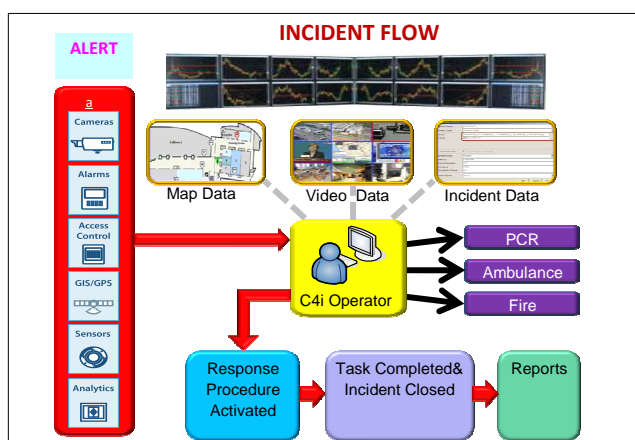 INCIDENT FLOW
ALERT
a
Cameras
Alarms
Access
Control
GIS/GPS
Sensors
Analytics
Map Data
Video Data
Incident Data
C4i Operator
PCR
Ambulance
Fire
Response
Procedure
Activated
Task Completed&
Incident Closed
Reports